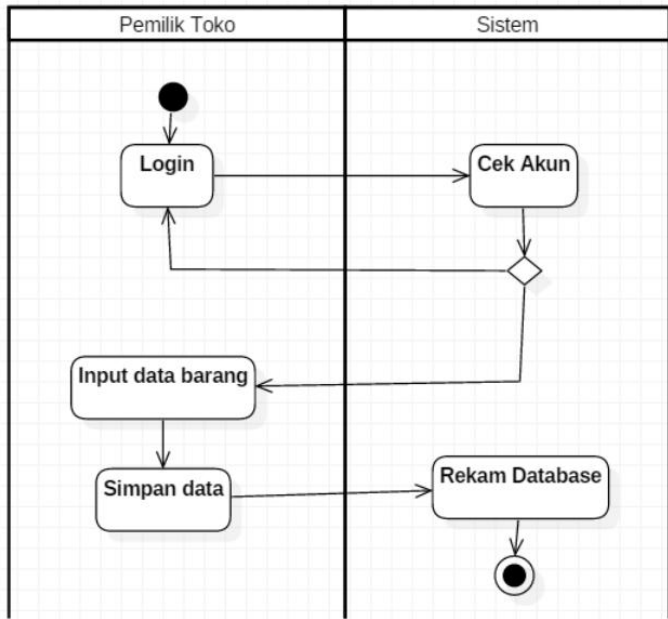 Pemilik Toko
Sistem
Login
Cek Akun
Input data barang
Simpan data
Rekam Database